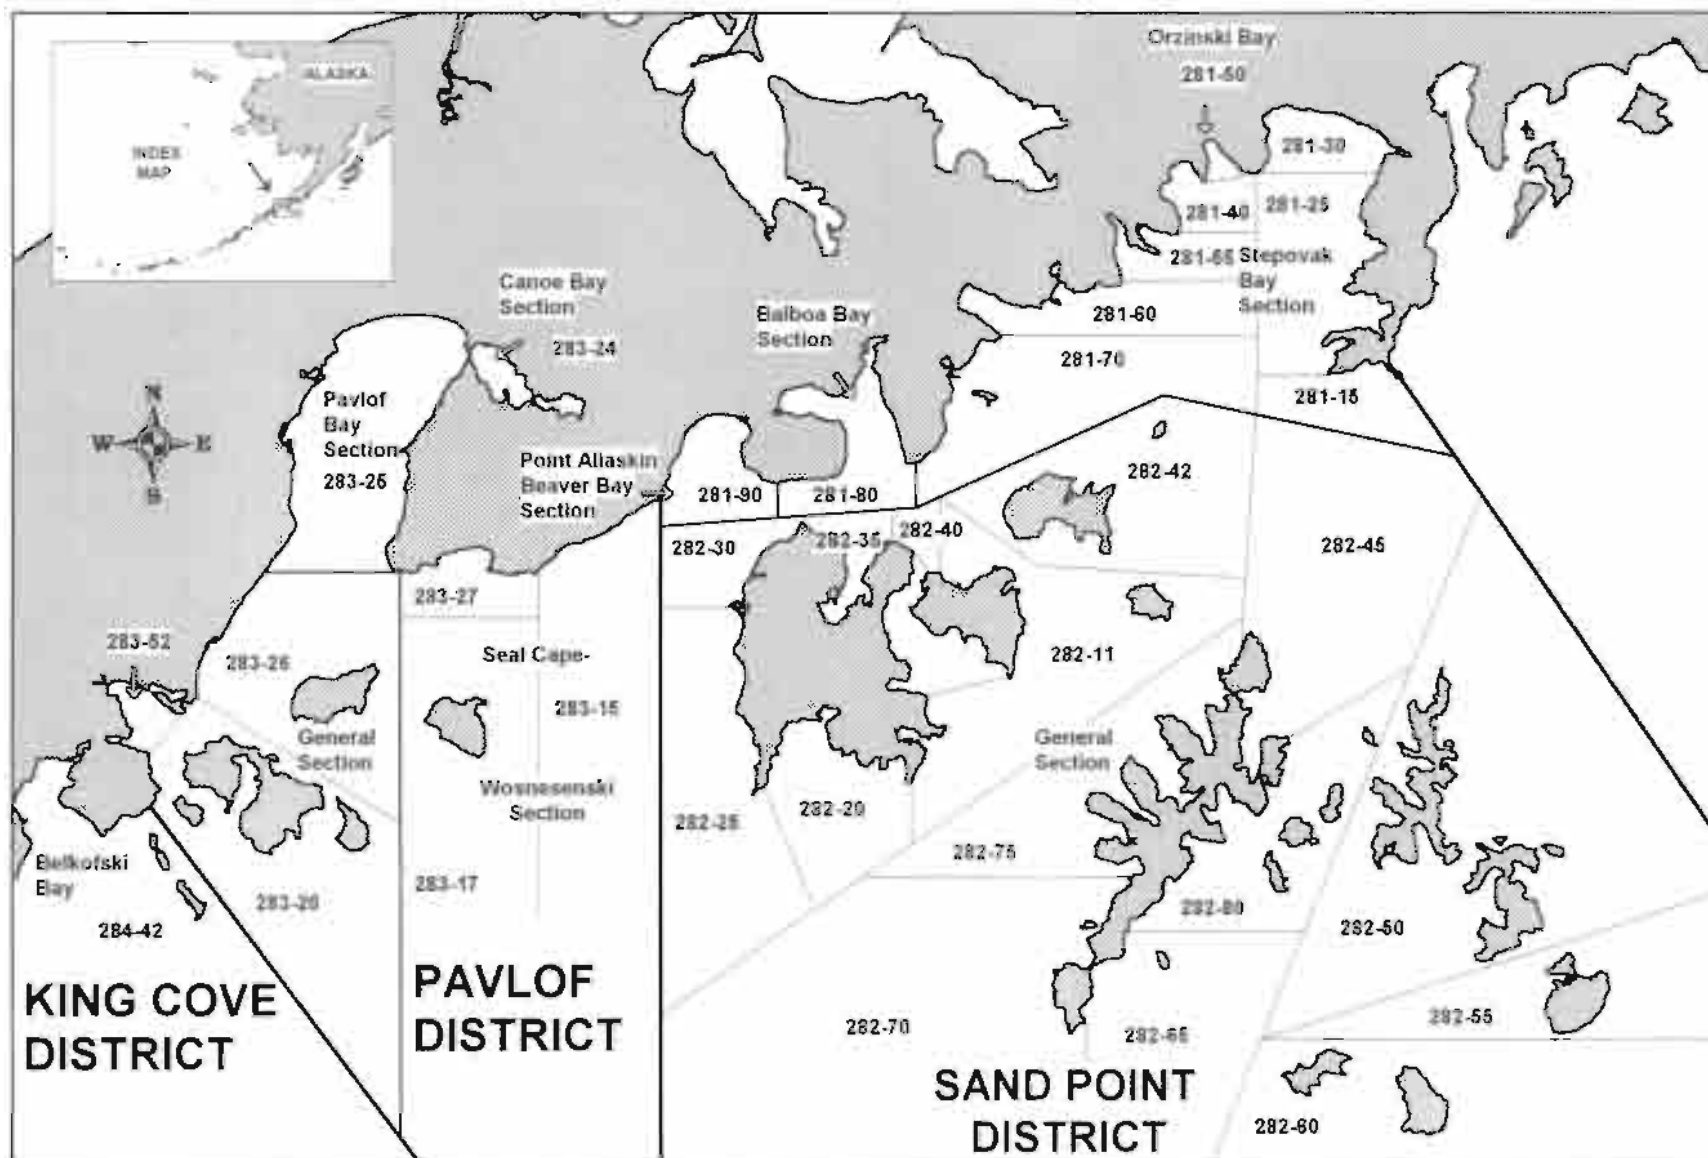 Orzinski Bay
281-50
ALASKA
INDEX
MAP
281-30
281-40
281-25
281-55
Stepovak
Bay
Section
Canoe Bay
Section
283-24
Balboa Bay
Section
281-60
281-70
281-15
N
W
E
S
Pavlof
Bay
Section
283-25
Point Aliaskin
Beaver Bay
Section
281-90
281-80
282-42
282-30
282-35
282-40
282-45
283-27
283-52
283-26
Seal Cape-
283-15
282-11
General
Section
General
Section
Wosnesenski
Section
282-25
282-20
282-75
Belkofski
Bay
283-20
283-17
284-42
282-80
282-50
KING COVE
DISTRICT
PAVLOF
DISTRICT
282-70
282-65
282-55
SAND POINT
DISTRICT
282-60